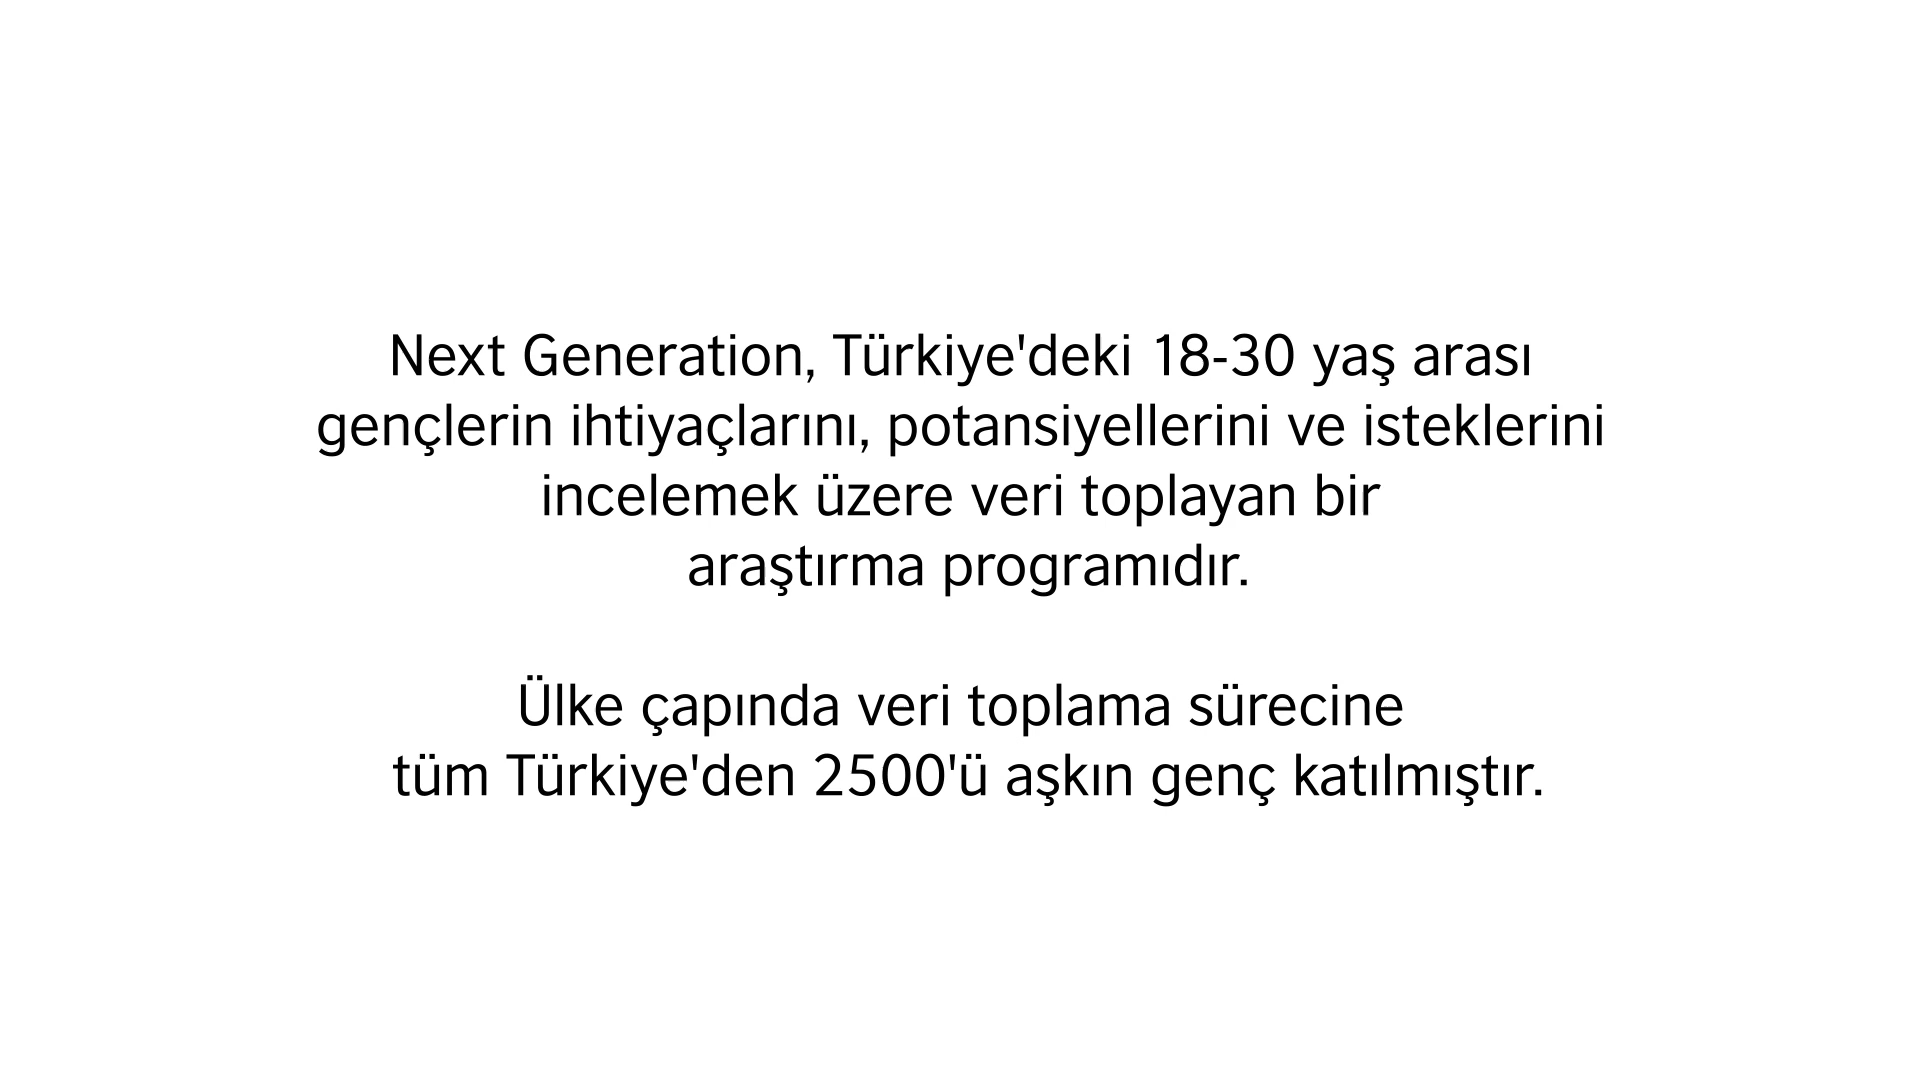 Next Generation, Türkiye'deki 18-30 yaş arası
gençlerin ihtiyaçlarını, potansiyellerini ve isteklerini
incelemek üzere veri toplayan bir
araştırma programıdır.
Ülke çapında veri toplama sürecine
tüm Türkiye'den 2500'ü aşkın genç katılmıştır.